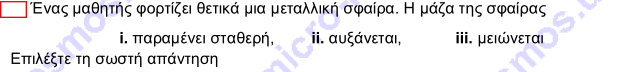 Ένας μαθητής φορτίζει θετικά μια μεταλλική σφαίρα. Η μάζα της σφαίρας
i. παραμένει σταθερή, ii. αυξάνεται, iii. μειώνεται
Επιλέξτε τη σωστή απάντηση